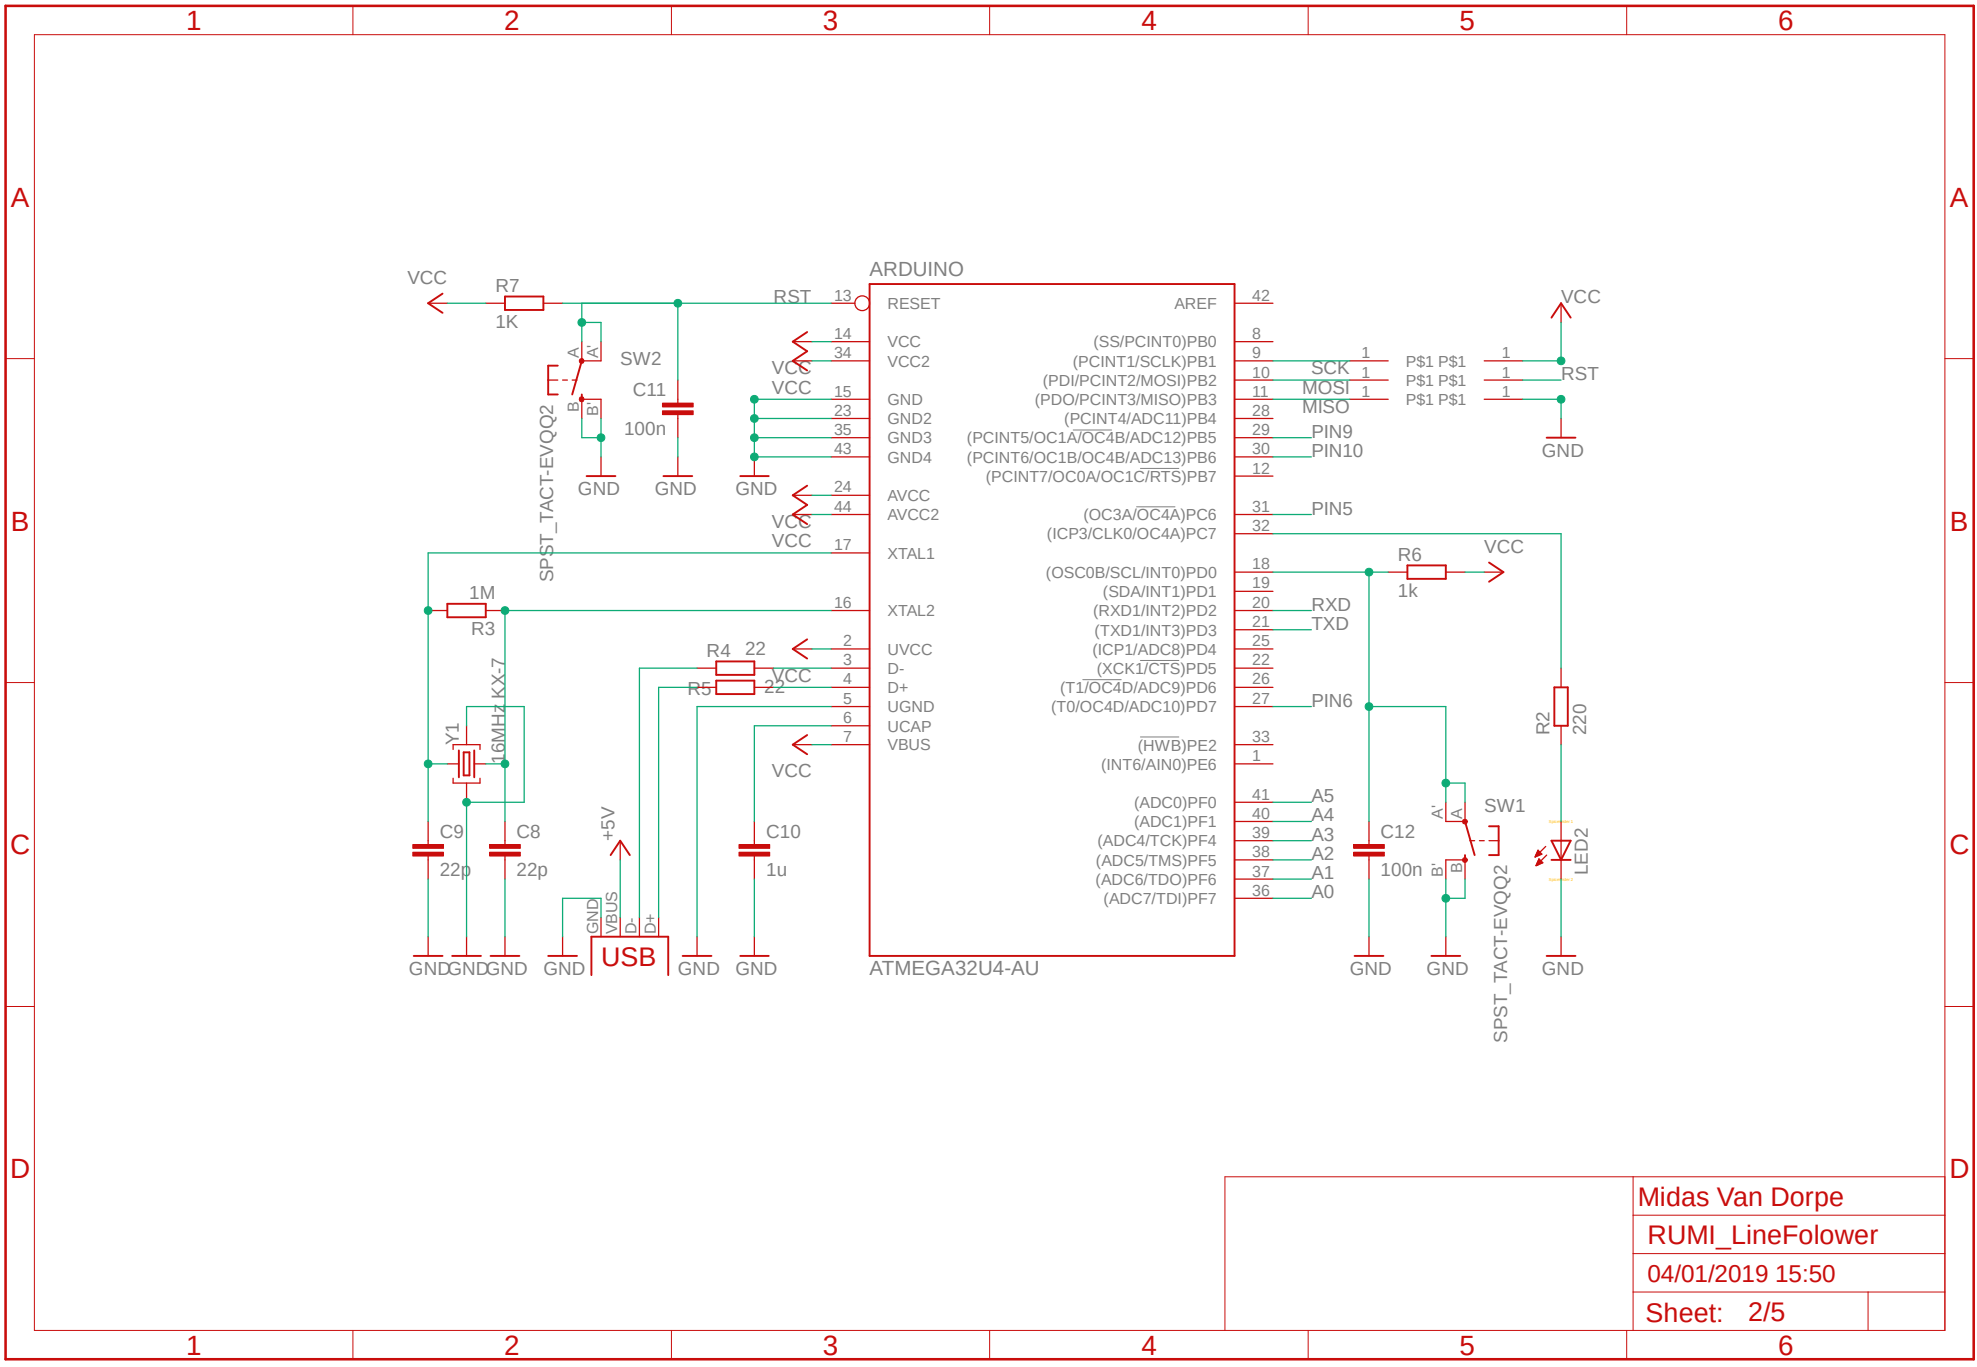 1 2 3 4 5 6
A A
B B
C C
D D
ARDUINO
VCC
R7
1K
RST
13
RESET
AREF
42
VCC
14
VCC
34
VCC2
VCC
VCC
15
GND
23
GND2
35
GND3
43
GND4
SW2
A
A'
B
B'
SPST_TACT-EVQQ2
C11
100n
GND
GND
GND
24
AVCC
44
AVCC2
VCC
VCC
17
XTAL1
1M
R3
16
XTAL2
2
UVCC
R4 22
3
D-
VCC
R5
22
4
D+
5
UGND
6
UCAP
7
VBUS
VCC
Y1
16MHz KX-7
C9
22p
C8
22p
+5V
C10
1u
GND
VBUS
D-
D+
USB
GND
GND
GND
GND
GND
GND
ATMEGA32U4-AU
(SS/PCINT0)PB0
8
(PCINT1/SCLK)PB1
9
(PDI/PCINT2/MOSI)PB2
10
(PDO/PCINT3/MISO)PB3
11
(PCINT4/ADC11)PB4
28
(PCINT5/OC1A/OC4B/ADC12)PB5
29
PIN9
(PCINT6/OC1B/OC4B/ADC13)PB6
30
PIN10
(PCINT7/OC0A/OC1C/RTS)PB7
12
SCK
MOSI
MISO
1 P$1 P$1 1
1 P$1 P$1 1
1 P$1 P$1 1
RST
GND
(OC3A/OC4A)PC6
31
PIN5
(ICP3/CLK0/OC4A)PC7
32
(OSC0B/SCL/INT0)PD0
18
R6
1k
VCC
(SDA/INT1)PD1
19
(RXD1/INT2)PD2
20
RXD
(TXD1/INT3)PD3
21
TXD
(ICP1/ADC8)PD4
25
(XCK1/CTS)PD5
22
(T1/OC4D/ADC9)PD6
26
(T0/OC4D/ADC10)PD7
27
PIN6
(HWB)PE2
33
(INT6/AIN0)PE6
1
(ADC0)PF0
41
A5
(ADC1)PF1
40
A4
(ADC4/TCK)PF4
39
A3
(ADC5/TMS)PF5
38
A2
(ADC6/TDO)PF6
37
A1
(ADC7/TDI)PF7
36
A0
C12
100n
A'
A
B'
B
SW1
SPST_TACT-EVQQ2
R2
220
LED2
GND
GND
GND
Midas Van Dorpe
RUMI_LineFolower
04/01/2019 15:50
Sheet: 2/5
1 2 3 4 5 6